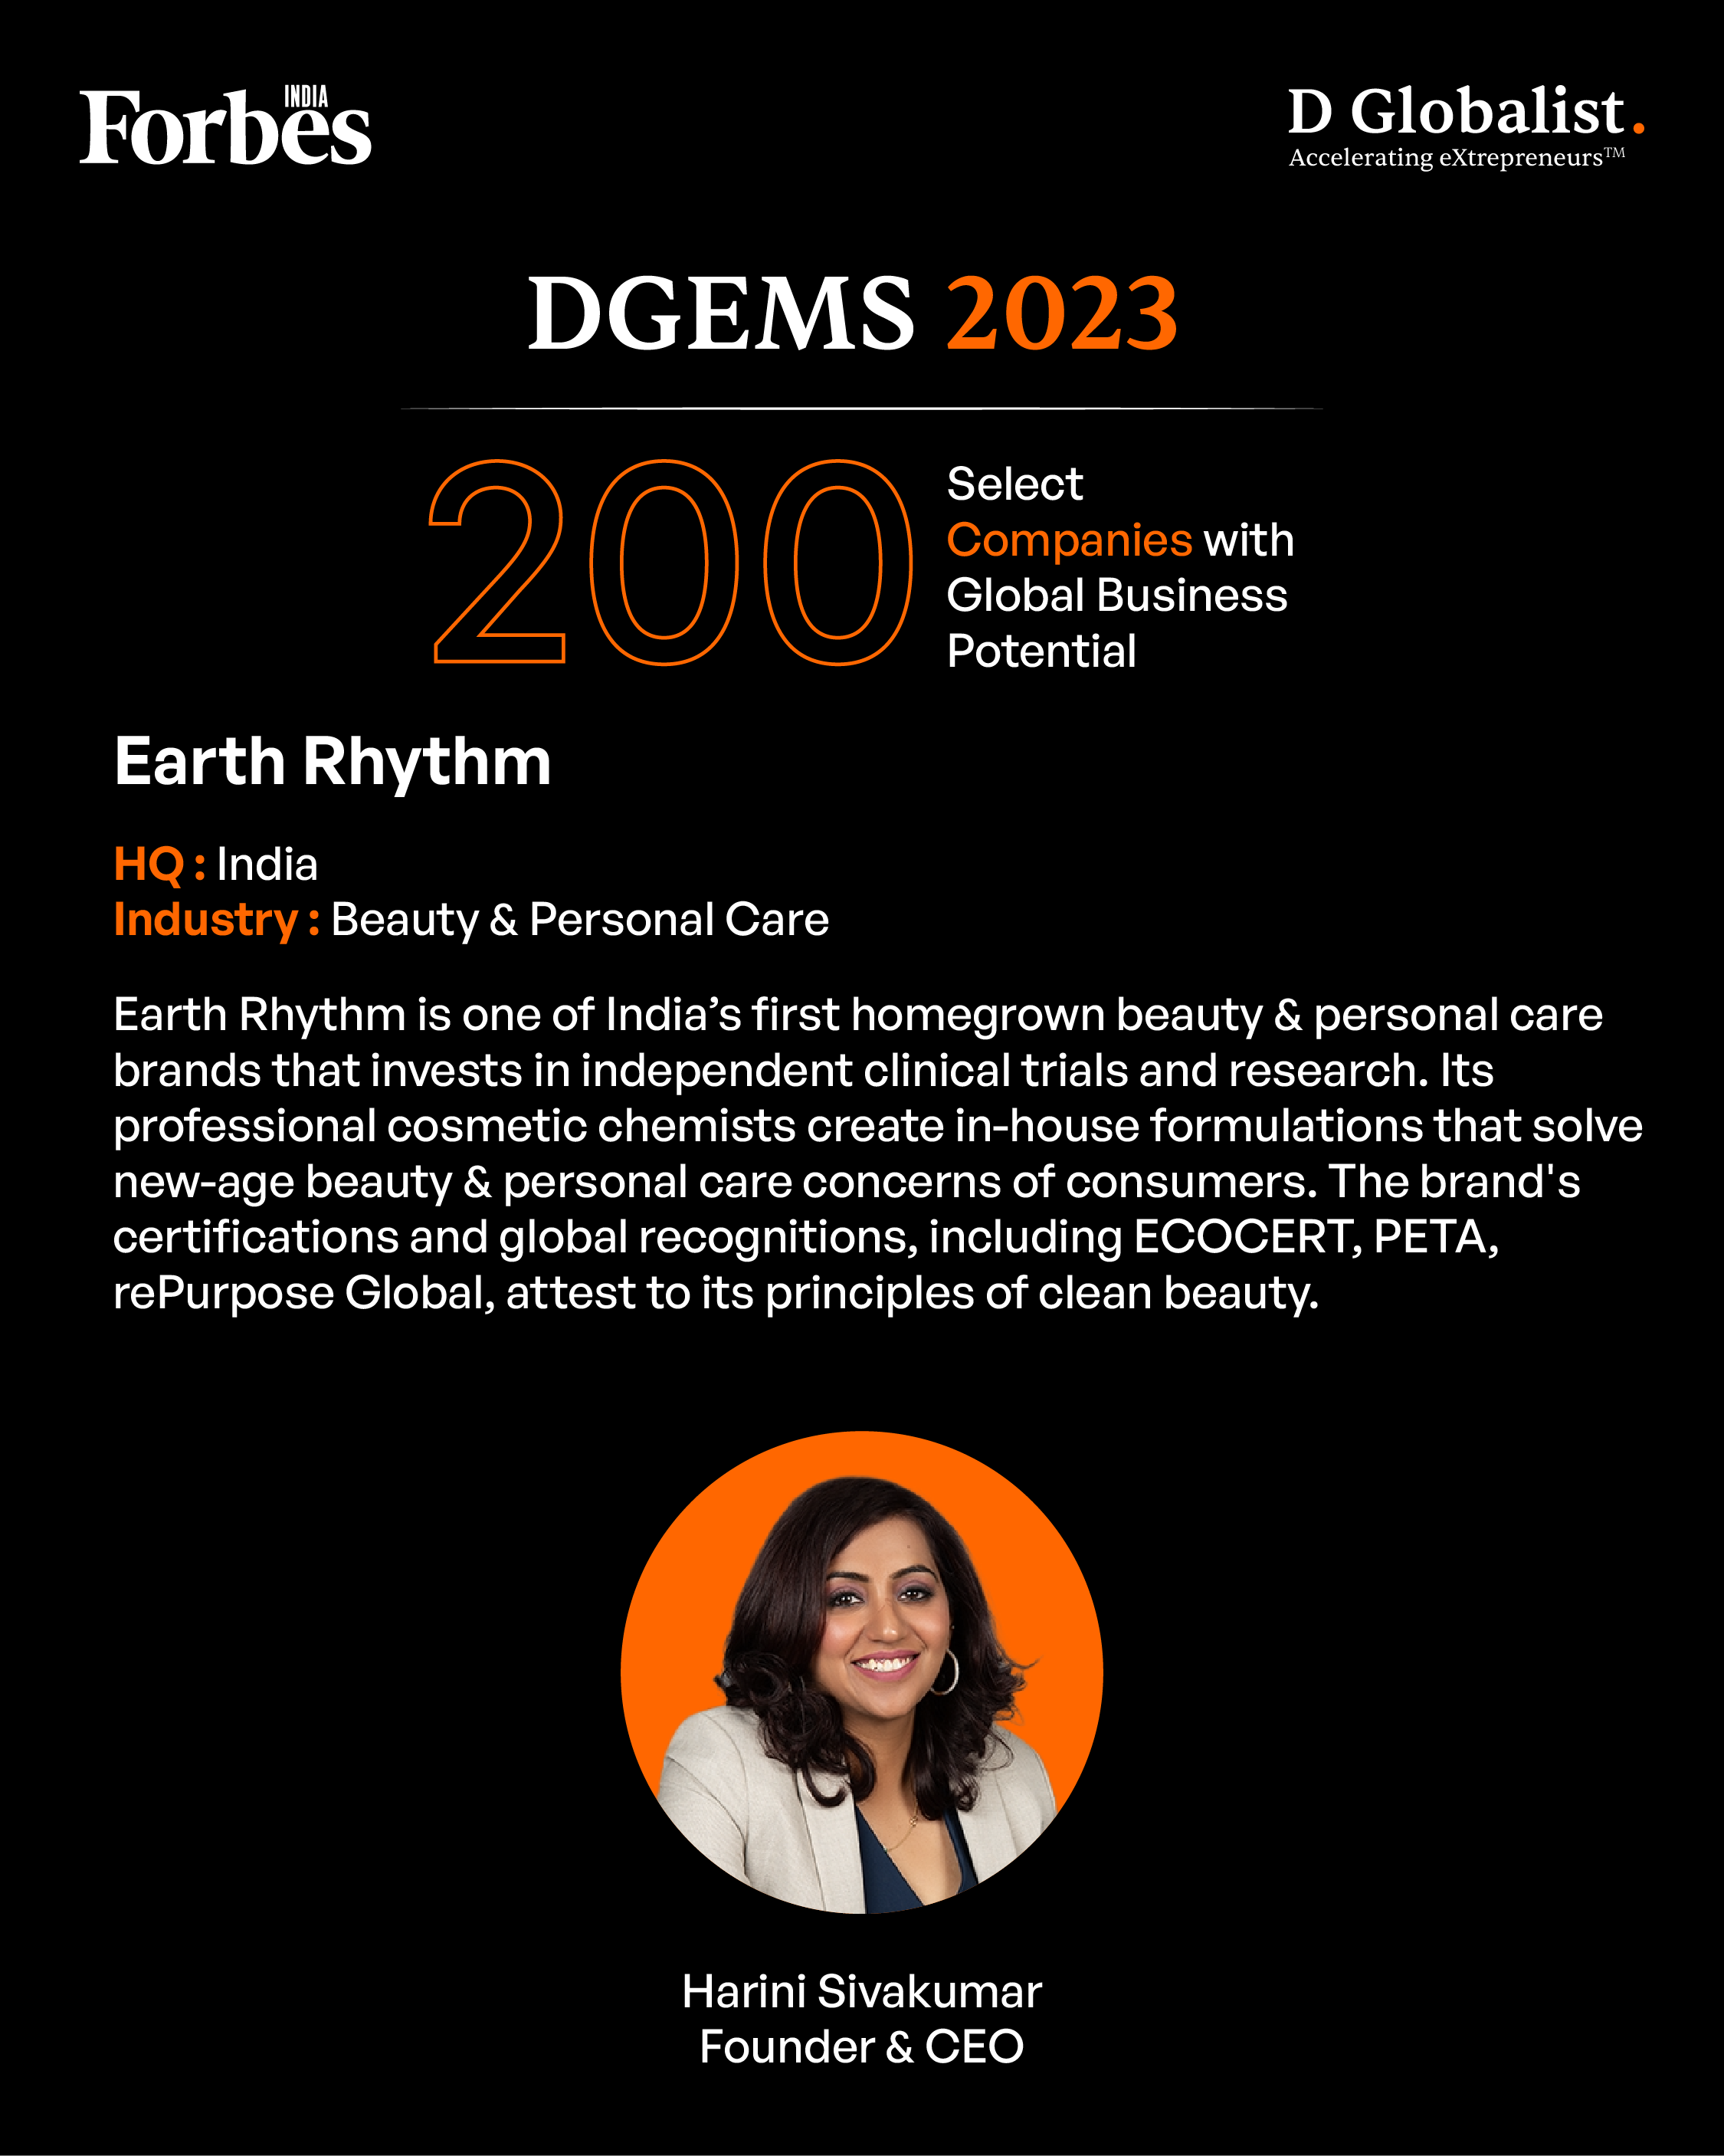 Forbes INDIA
D Globalist.
Accelerating eXtrepreneurs™
DGEMS 2023
200
Select
Companies with
Global Business
Potential
Earth Rhythm
HQ : India
Industry : Beauty & Personal Care
Earth Rhythm is one of India’s first homegrown beauty & personal care
brands that invests in independent clinical trials and research. Its
professional cosmetic chemists create in-house formulations that solve
new-age beauty & personal care concerns of consumers. The brand's
certifications and global recognitions, including ECOCERT, PETA,
rePurpose Global, attest to its principles of clean beauty.
Harini Sivakumar
Founder & CEO